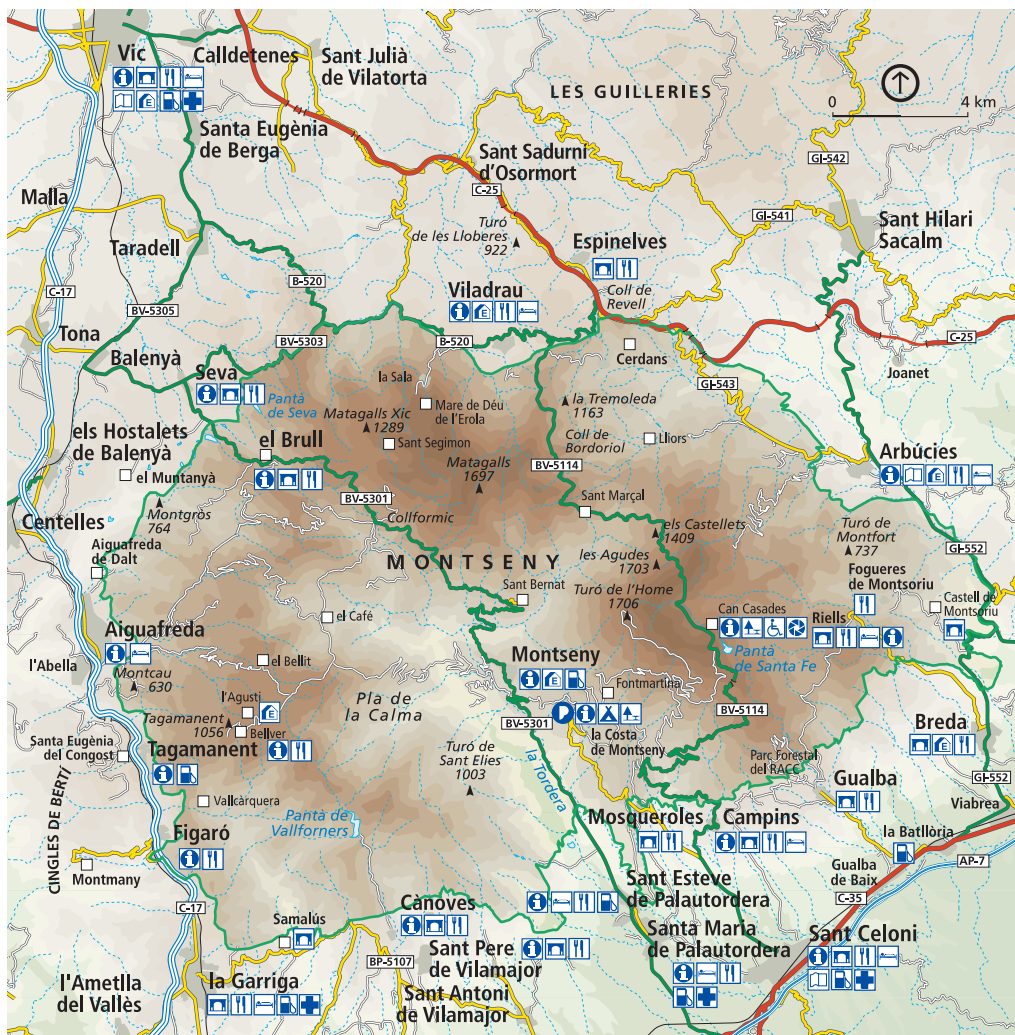 Vic
Calldetenes
Sant Julià
de Vilatorta
LES GUILLERIES
0
4 km
Santa Eugènia
de Berga
Sant Sadurní
d'Osormort
C-25
GI-542
GI-541
Malla
Taradell
Turó
de les Lloberes
922
Sant Hilari
Sacalm
Espinelves
Coll de
Revell
C-17
BV-5305
B-520
Viladrau
Tona
BV-5303
B-520
Cerdans
C-25
Joanet
Balenyà
Seva
Pantà
de Seva
la Sala
Mare de Déu
de l'Erola
GI-543
la Tremoleda
1163
Matagalls Xic
1289
Sant Segimon
Coll de
Bordoriol
Lliors
els Hostalets
de Balenyà
el Brull
el Muntanyà
Matagalls
1697
BV-5114
Arbúcies
E
BV-5301
Sant Marçal
Montgròs
764
Collformic
els Castellets
1409
Turó de
Montfort
737
Centelles
Aiguafreda
de Dalt
MONTSENY
les Agudes
1703
GI-552
Fogueres
de Montsoriu
Sant Bernat
Turó de l'Home
1706
Castell de
Montsoriu
el Cafè
Can Casades
Riells
Aiguafreda
Pantà
de Santa Fe
l'Abella
el Bellit
Montseny
Montcau
630
Fontmartina
l'Agustí
Pla de
la Calma
BV-5301
P
BV-5114
Tagamanent
1056
Bellver
la Costa
de Montseny
Breda
Santa Eugènia
del Congost
Tagamanent
Turó de
Sant Elies
1003
la Tordera
Parc Forestal
del RACC
Gualba
GI-552
Viabrea
CINGLES DE BERTÍ
Vallcàrquera
Pantà de
Vallforners
Mosqueroles
Campins
la Batllòria
Figaró
Montmany
Gualba
de Baix
AP-7
C-35
Sant Esteve
de Palautordera
C-17
Cànoves
Samalús
Santa Maria
de Palautordera
Sant Celoni
Sant Pere
de Vilamajor
BP-5107
l'Ametlla
del Vallès
la Garriga
Sant Antoni
de Vilamajor